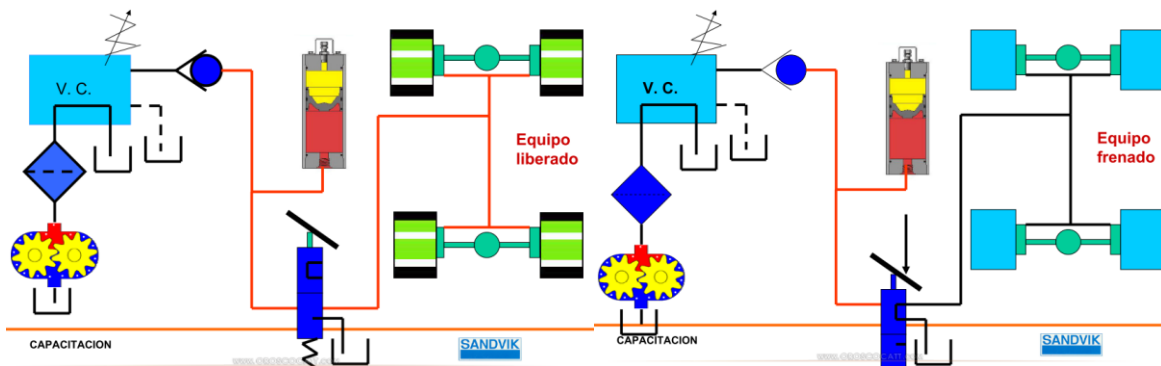 V. C.
Equipo
liberado
CAPACITACION
SANDVIK
V. C.
Equipo
frenado
CAPACITACION
SANDVIK